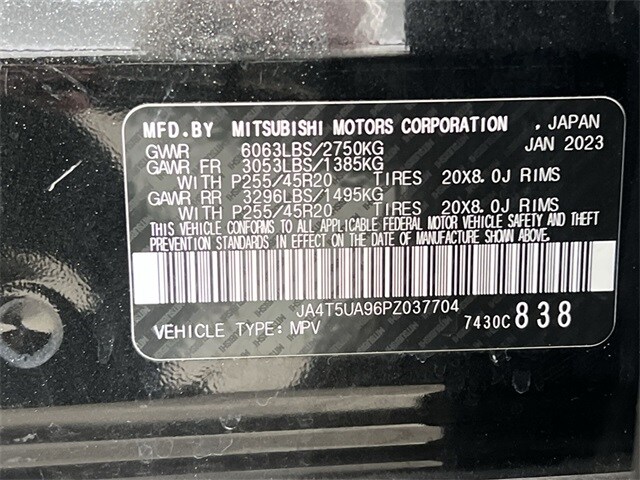 MFD.BY MITSUBISHI MOTORS CORPORATION , JAPAN
GVWR 6063LBS/2750KG JAN 2023
GAWR FR 3053LBS/1385KG
WITH P255/45R20 TIRES 20X8.0J RIMS
GAWR RR 3296LBS/1495KG
WITH P255/45R20 TIRES 20X8.0J RIMS
THIS VEHICLE CONFORMS TO ALL APPLICABLE FEDERAL MOTOR VEHICLE SAFETY AND THEFT
PREVENTION STANDARDS IN EFFECT ON THE DATE OF MANUFACTURE SHOWN ABOVE.
JA4T5UA96PZ037704
VEHICLE TYPE: MPV 7430C 838